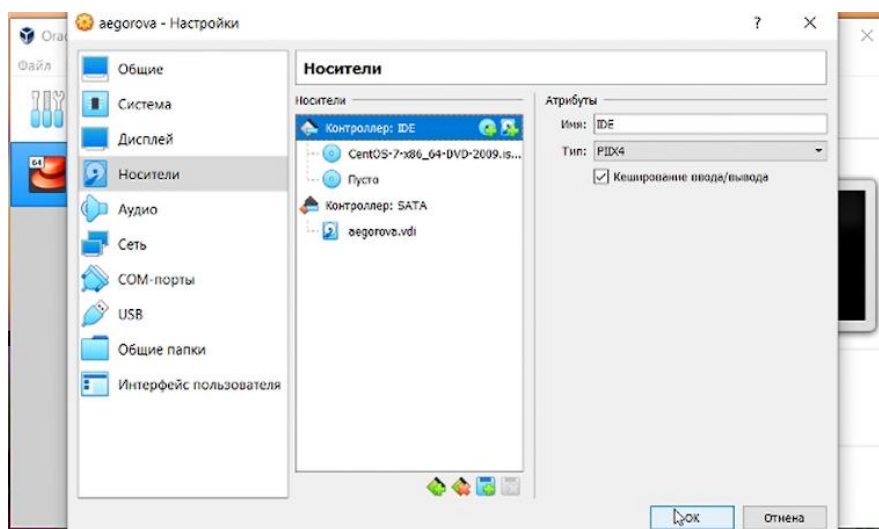 aegorova - Настройки
?
Orac
Файл
64
Общие
Система
Дисплей
Носители
Аудио
Сеть
COM-порты
USB
Общие папки
Интерфейс пользователя
Носители
Носители
Контроллер: IDE
CentOS-7-x86_64-DVD-2009.is...
Пусто
Контроллер: SATA
aegorova.vdi
Атрибуты
Имя: IDE
Тип: PIIX4
Кеширование ввода/вывода
OK
Отмена